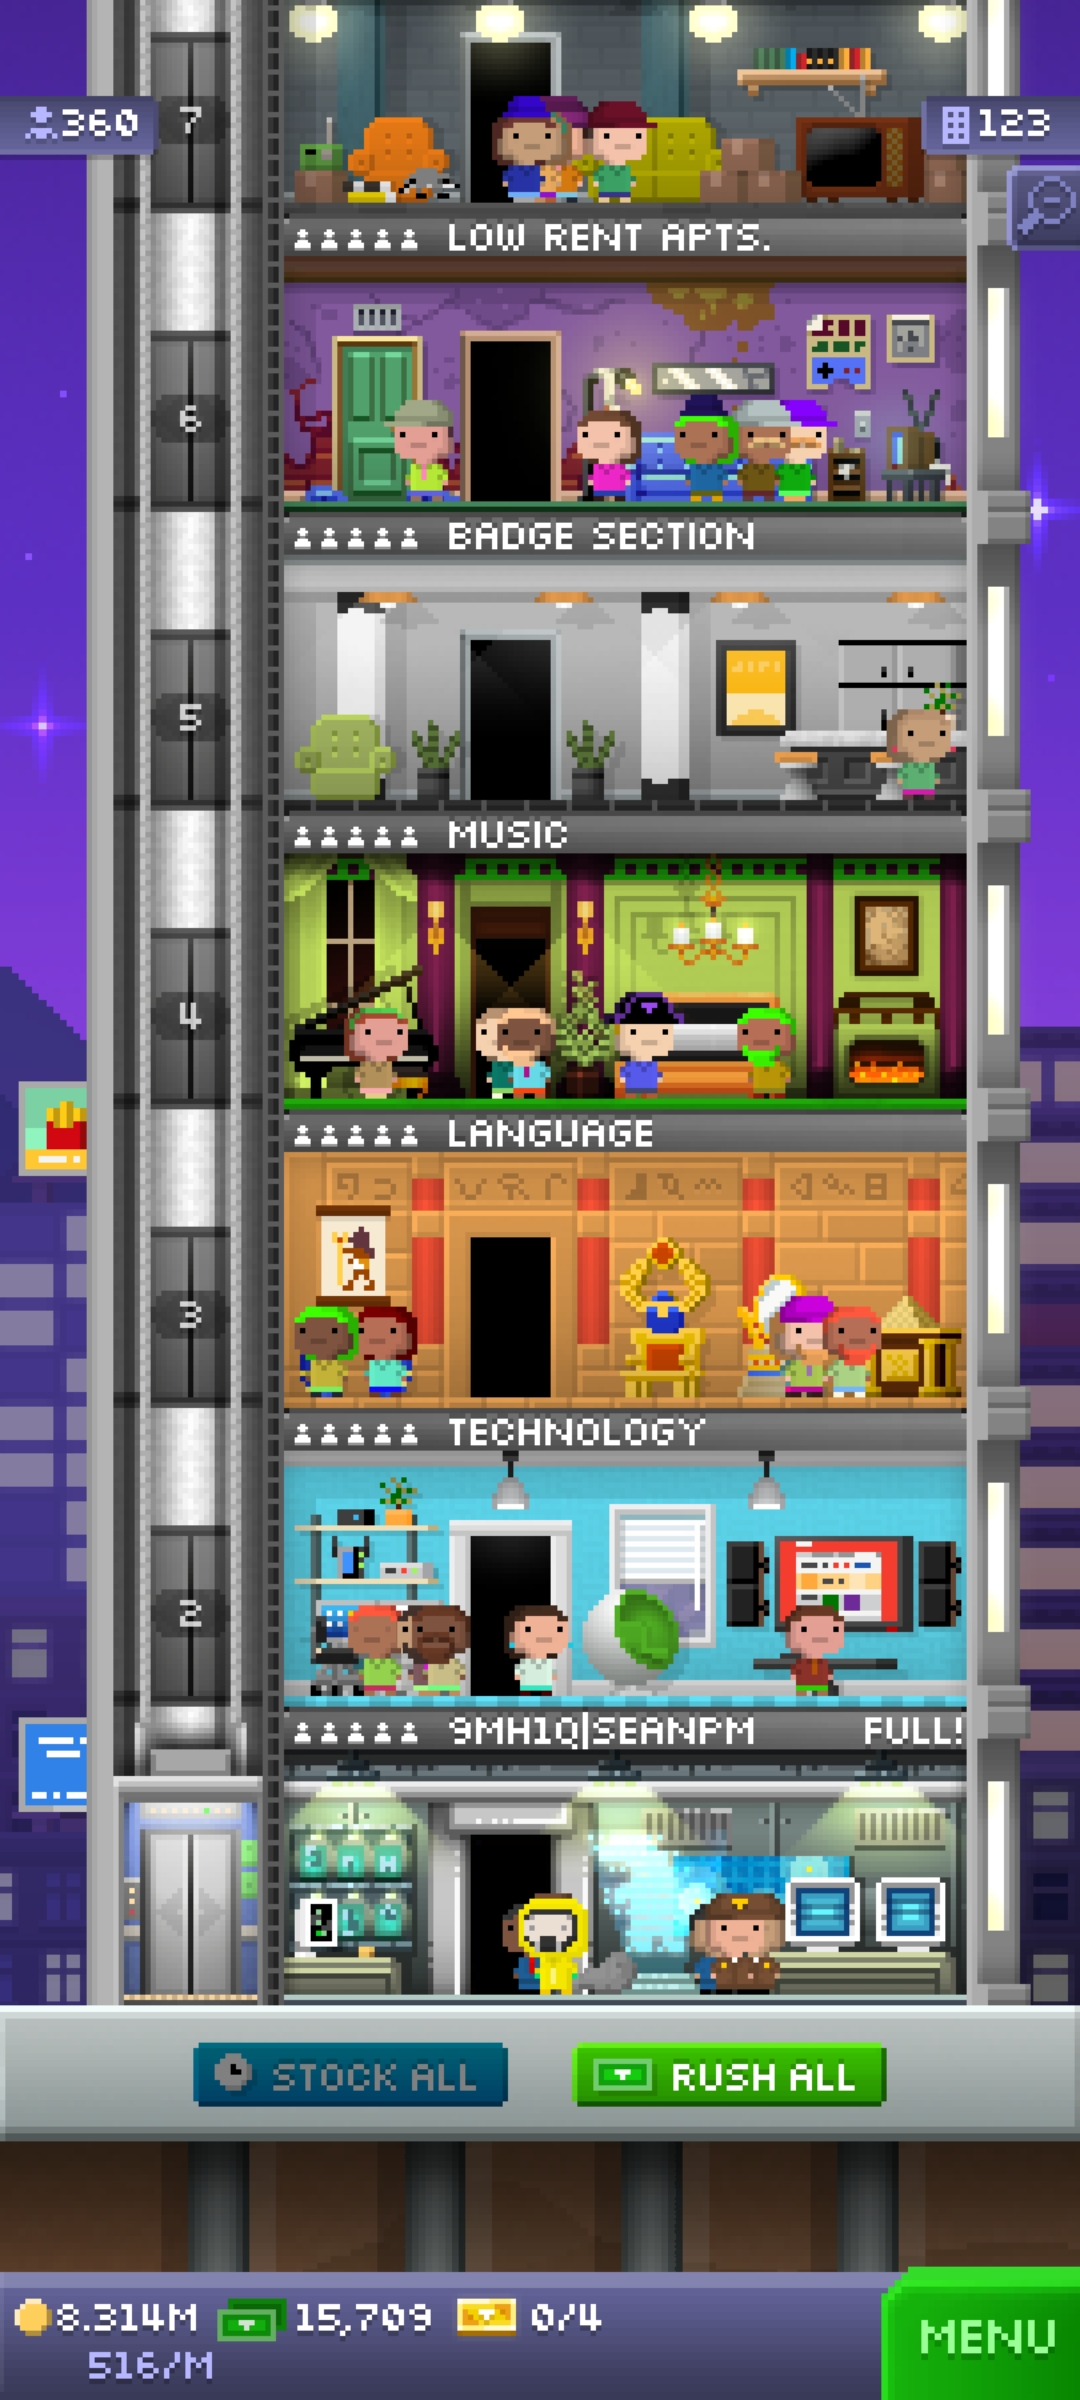 360
7
123
LOW RENT APTS.
6
BADGE SECTION
5
MUSIC
4
LANGUAGE
3
TECHNOLOGY
2
9MH1Q|SEANPM FULL!
STOCK ALL
RUSH ALL
8.314M
15,709
0/4
516/M
MENU